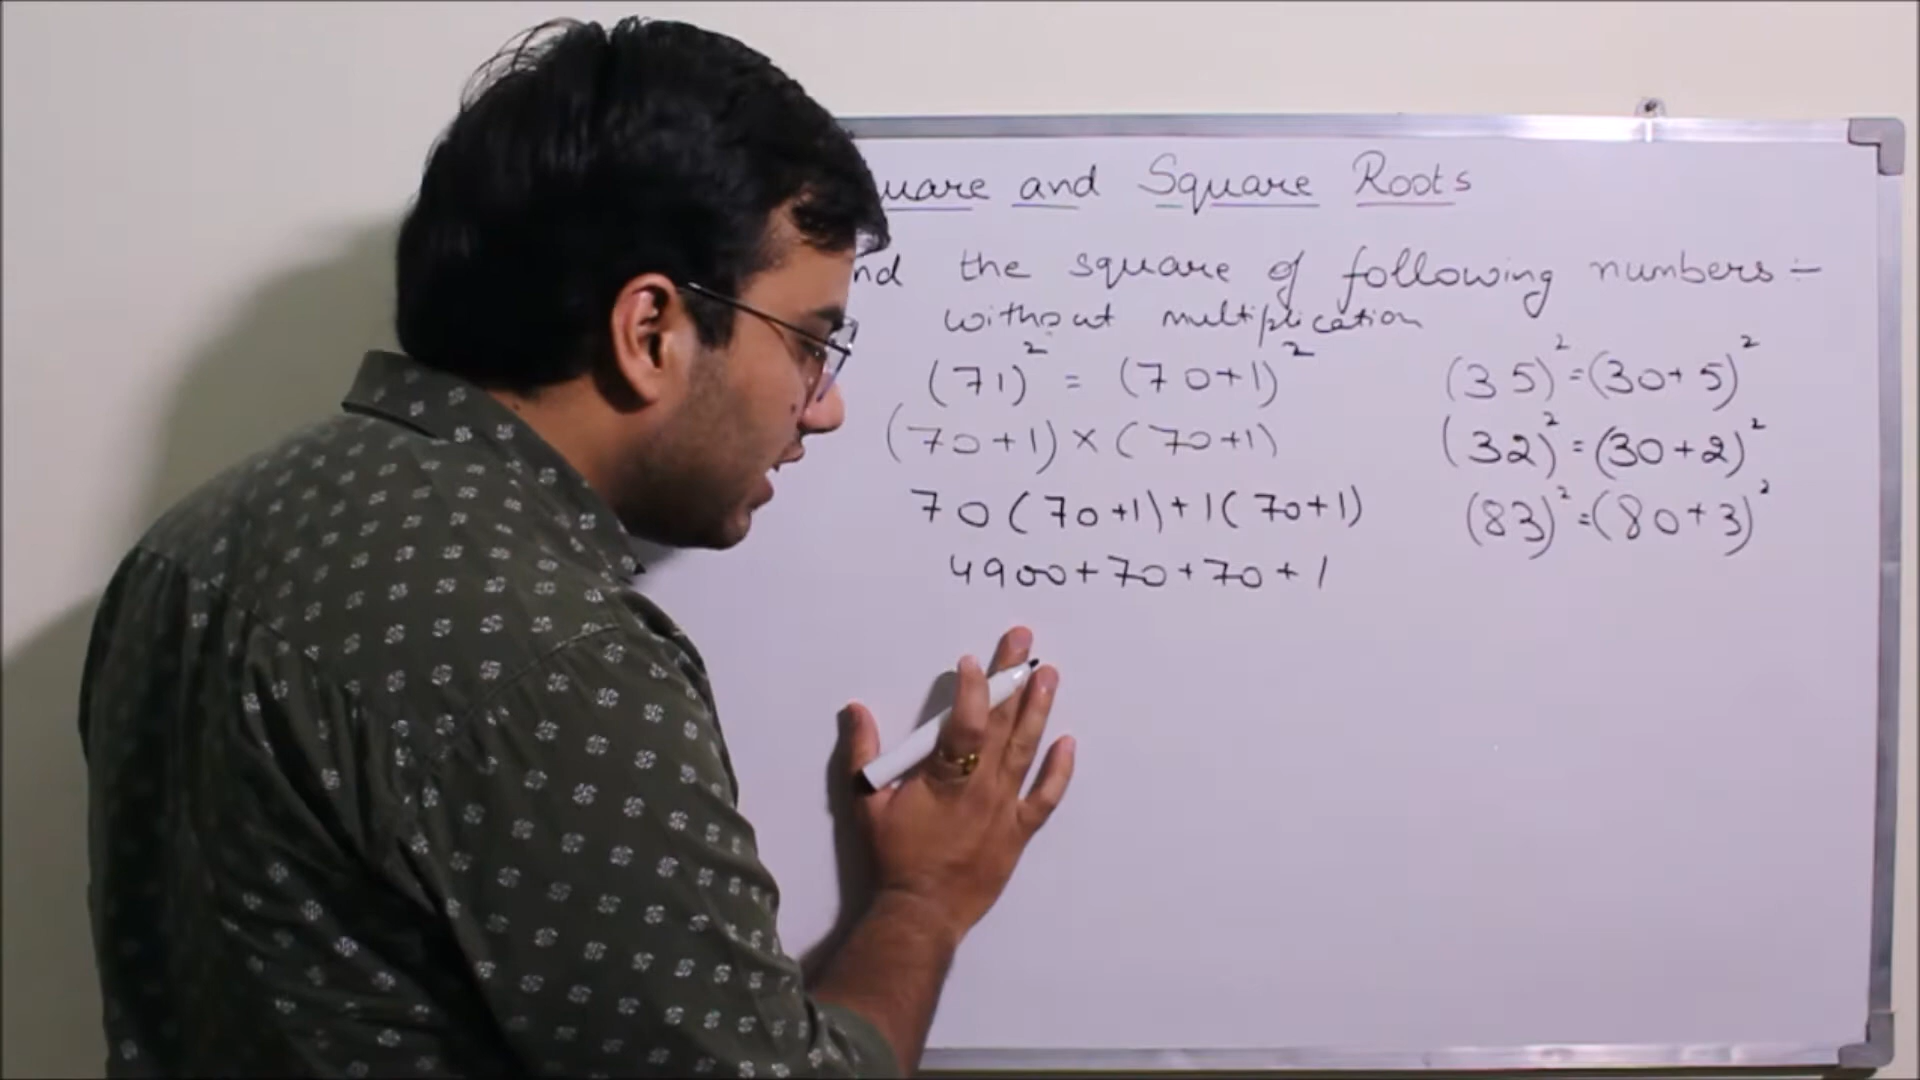 and Square Roots
the square of following numbers :-
without multiplication
(71)² = (70+1)²
(70+1)×(70+1)
70(70+1)+1(70+1)
4900+70+70+1
(35)²=(30+5)²
(32)²=(30+2)²
(83)²=(80+3)²